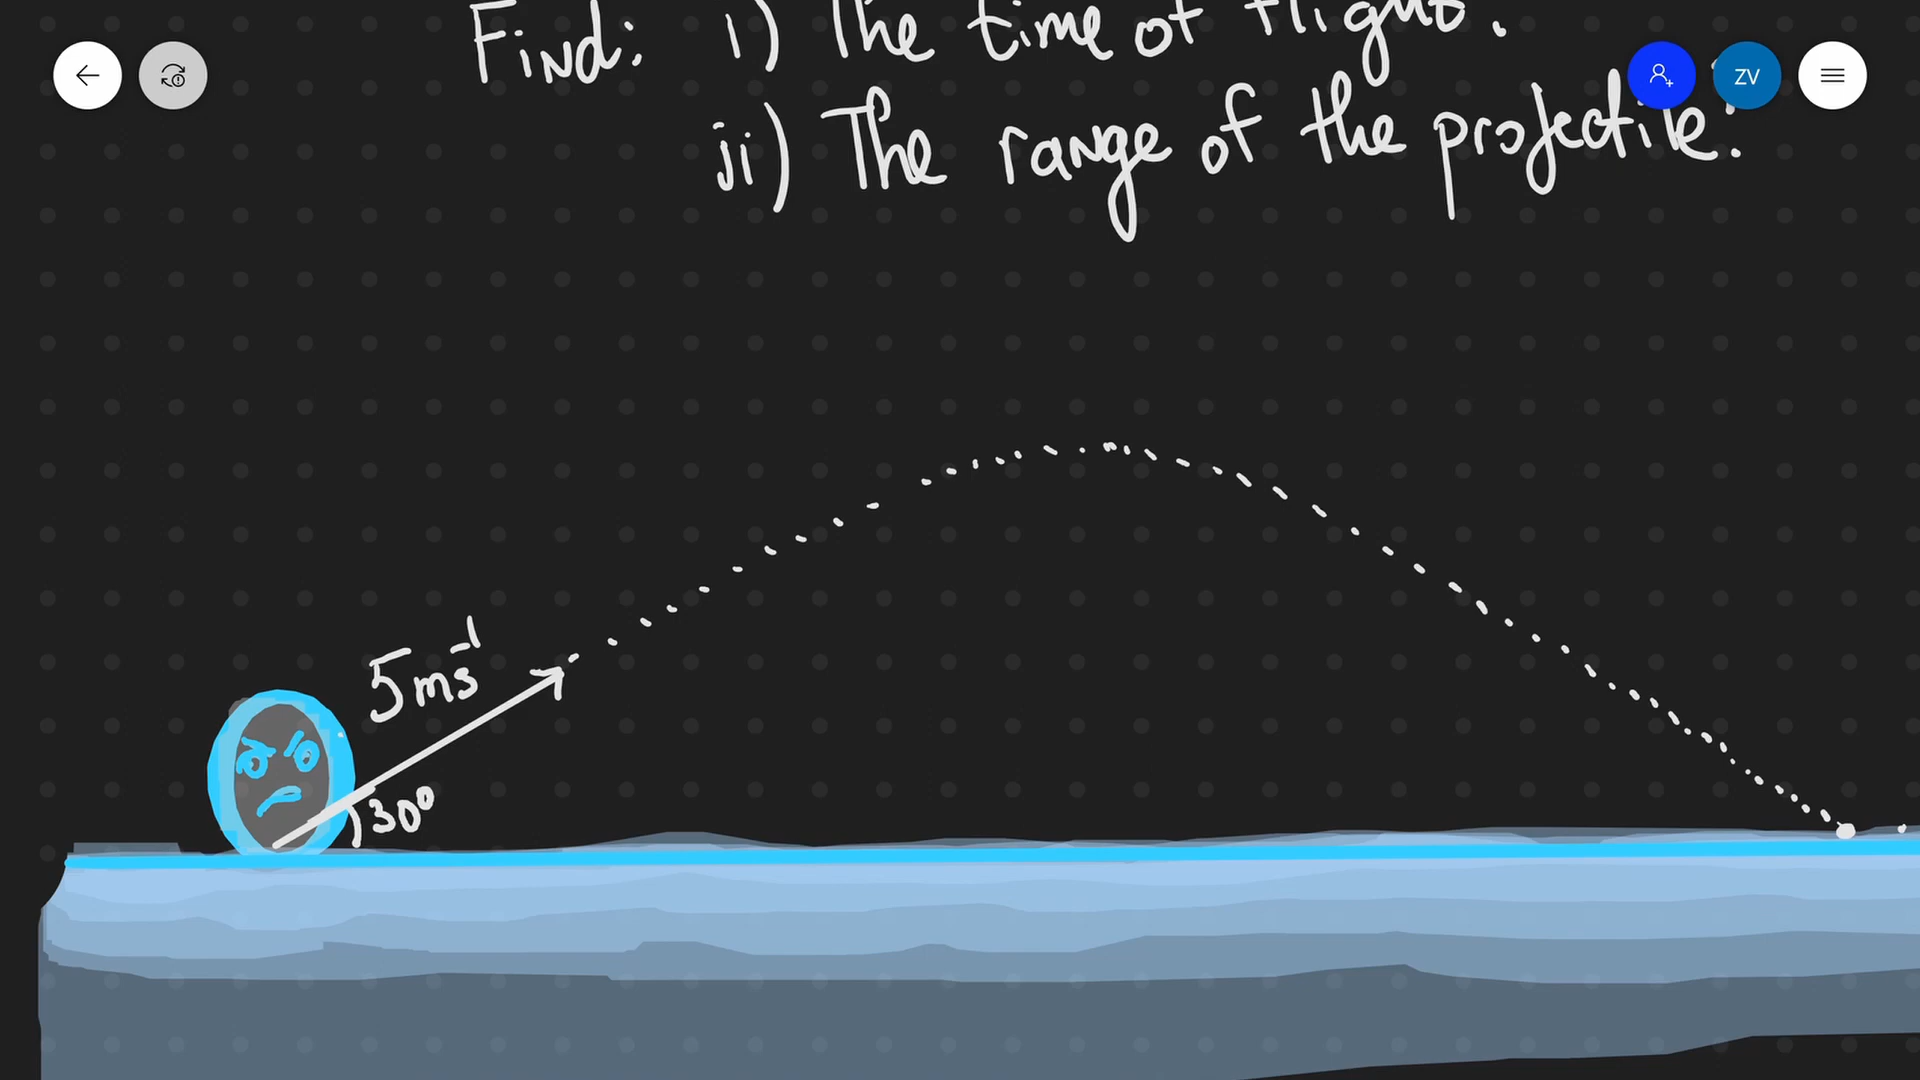 Find: i) The time of flight.
ii) The range of the projectile.
ZV
5ms⁻¹
30°